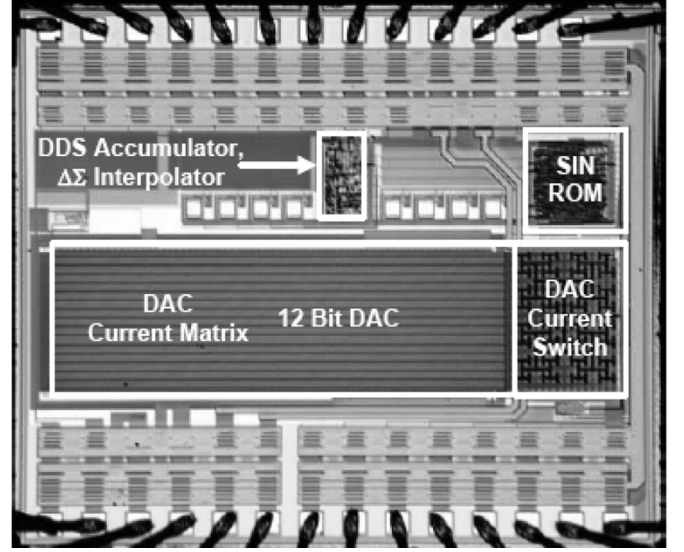 DDS Accumulator,
ΔΣ Interpolator
SIN
ROM
DAC
Current Matrix
12 Bit DAC
DAC
Current
Switch